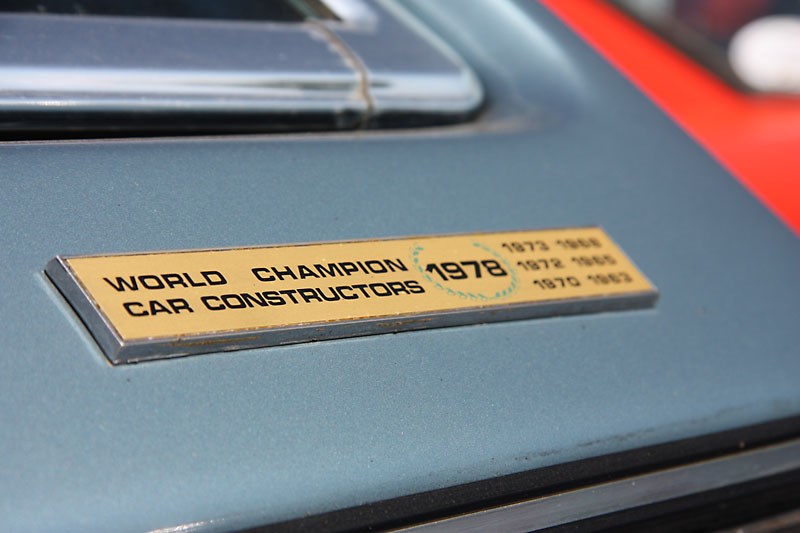 WORLD CHAMPION
CAR CONSTRUCTORS
1978
1973 1968
1972 1965
1970 1963